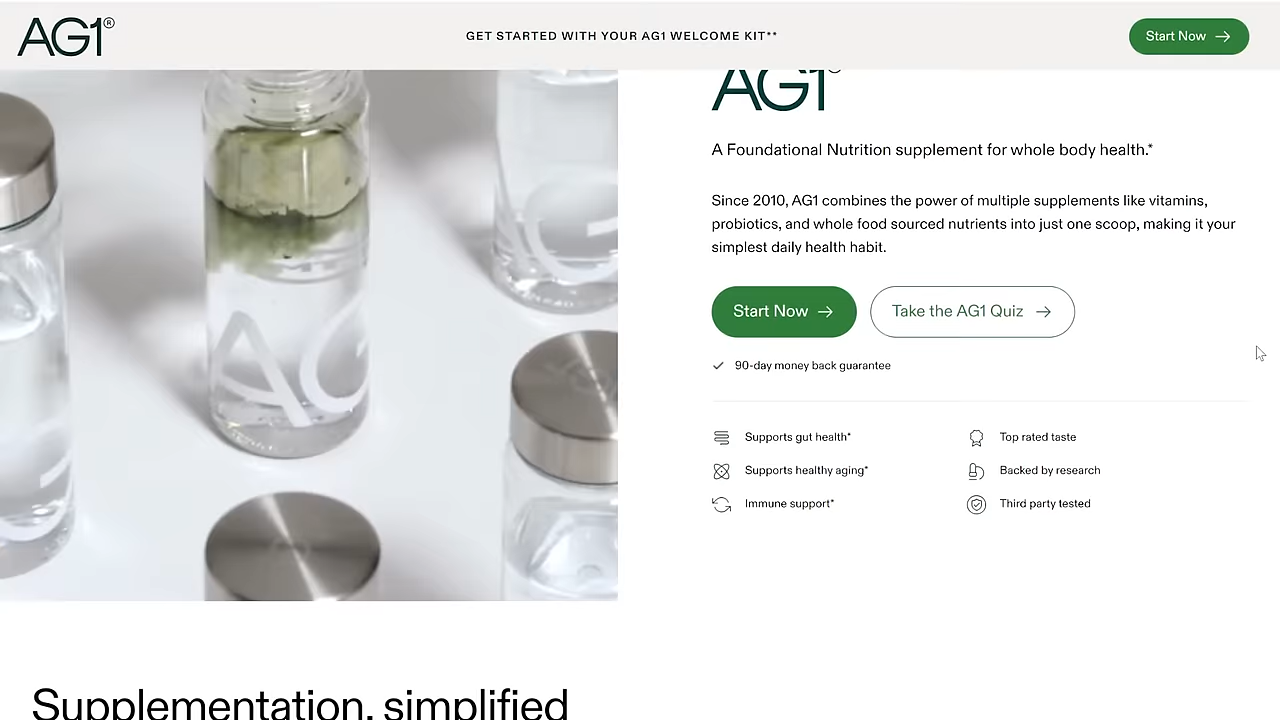 AG1®
GET STARTED WITH YOUR AG1 WELCOME KIT**
Start Now
AG1
A Foundational Nutrition supplement for whole body health.*
Since 2010, AG1 combines the power of multiple supplements like vitamins,
probiotics, and whole food sourced nutrients into just one scoop, making it your
simplest daily health habit.
Start Now
Take the AG1 Quiz
90-day money back guarantee
Supports gut health*
Top rated taste
Supports healthy aging*
Backed by research
Immune support*
Third party tested
AG
Supplementation, simplified